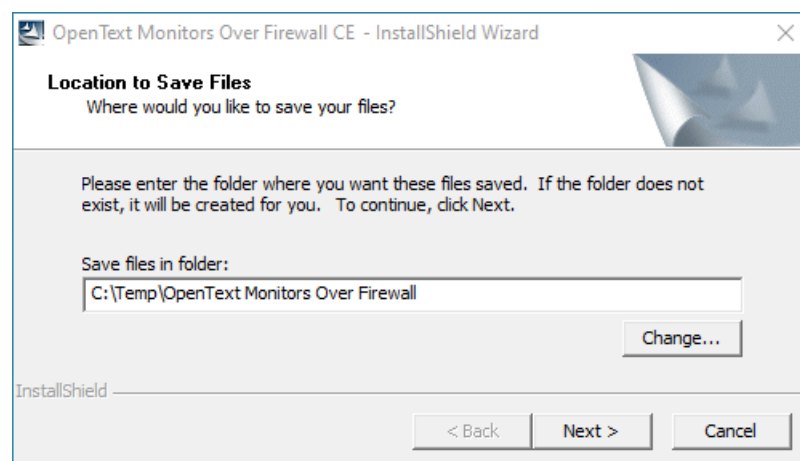 OpenText Monitors Over Firewall CE - InstallShield Wizard
Location to Save Files
Where would you like to save your files?
Please enter the folder where you want these files saved. If the folder does not
exist, it will be created for you. To continue, click Next.
Save files in folder:
C:\Temp\OpenText Monitors Over Firewall
Change...
InstallShield
< Back
Next >
Cancel